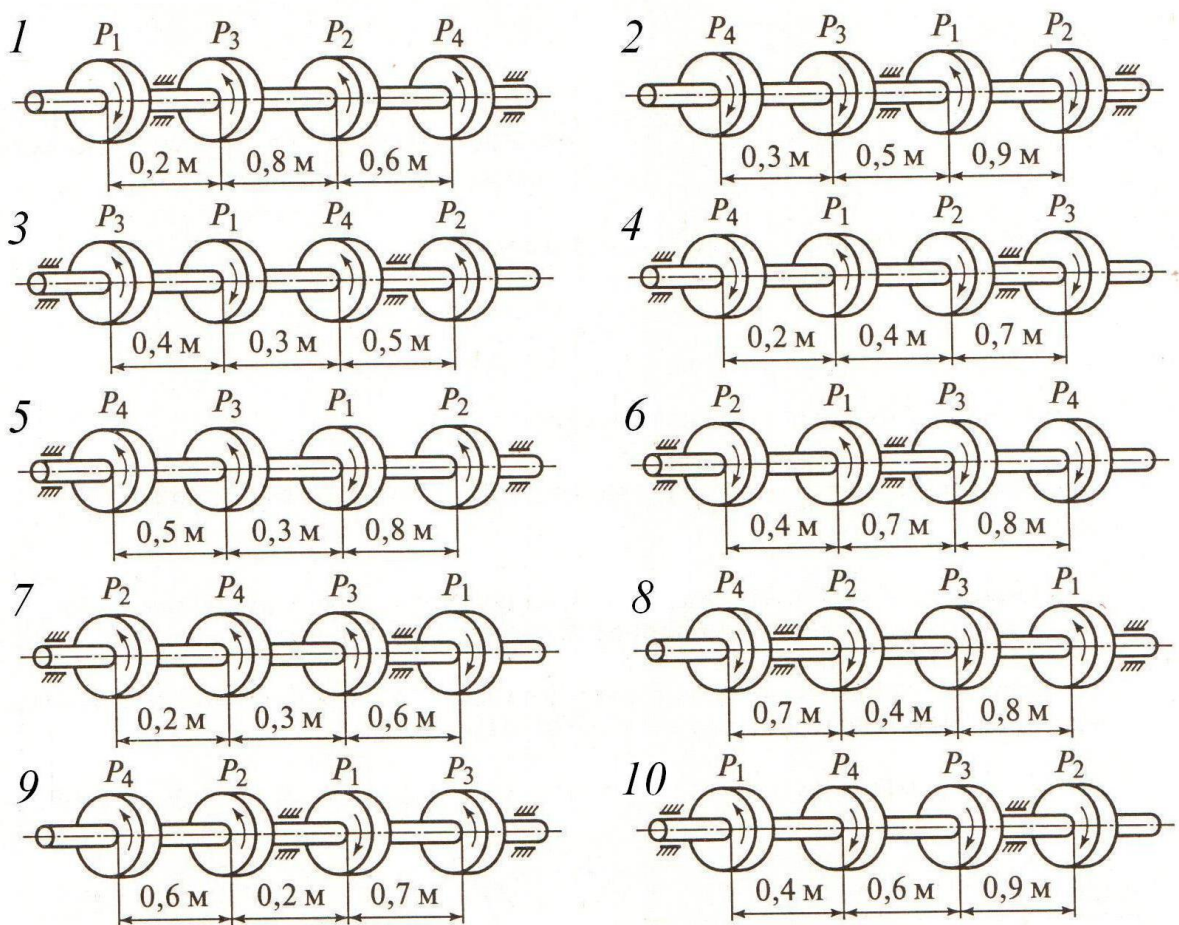 1 P₁ P₃ P₂ P₄
0,2 м 0,8 м 0,6 м
2 P₄ P₃ P₁ P₂
0,3 м 0,5 м 0,9 м
3 P₃ P₁ P₄ P₂
0,4 м 0,3 м 0,5 м
4 P₄ P₁ P₂ P₃
0,2 м 0,4 м 0,7 м
5 P₄ P₃ P₁ P₂
0,5 м 0,3 м 0,8 м
6 P₂ P₁ P₃ P₄
0,4 м 0,7 м 0,8 м
7 P₂ P₄ P₃ P₁
0,2 м 0,3 м 0,6 м
8 P₄ P₂ P₃ P₁
0,7 м 0,4 м 0,8 м
9 P₄ P₂ P₁ P₃
0,6 м 0,2 м 0,7 м
10 P₁ P₄ P₃ P₂
0,4 м 0,6 м 0,9 м